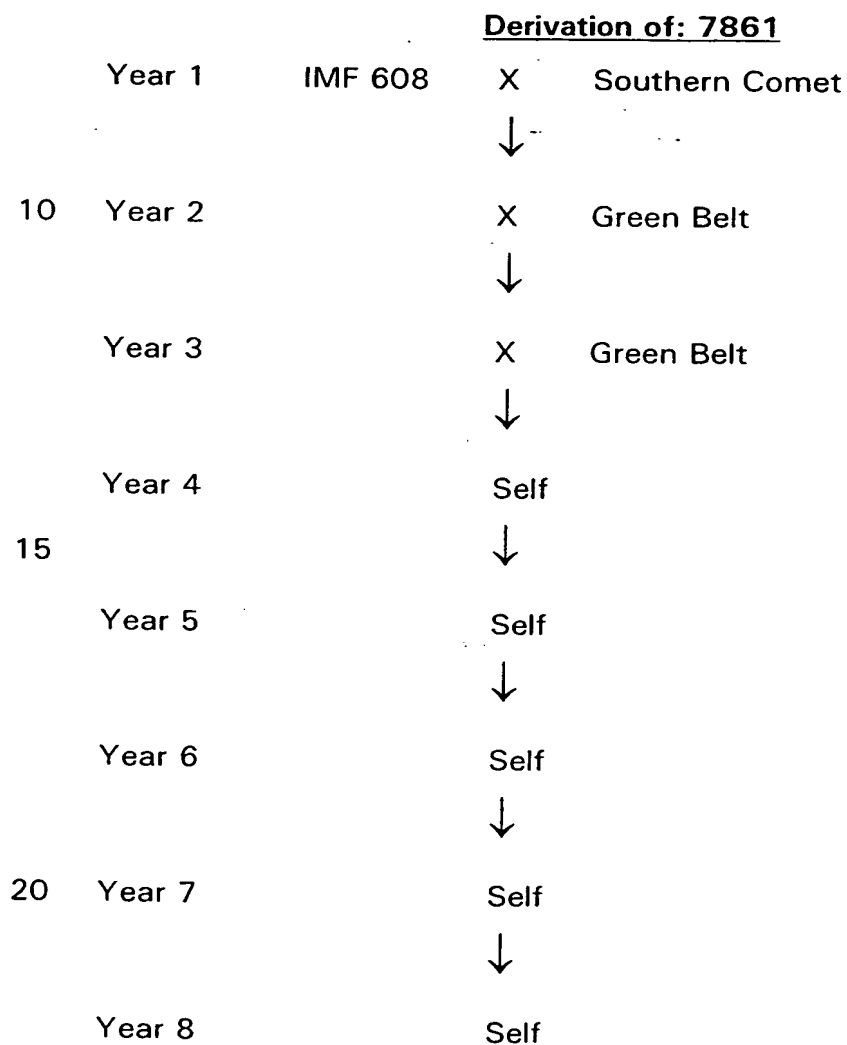 Derivation of: 7861
Year 1 IMF 608 X Southern Comet
↓
10 Year 2 X Green Belt
↓
Year 3 X Green Belt
↓
Year 4 Self
15 ↓
Year 5 Self
↓
Year 6 Self
↓
20 Year 7 Self
↓
Year 8 Self